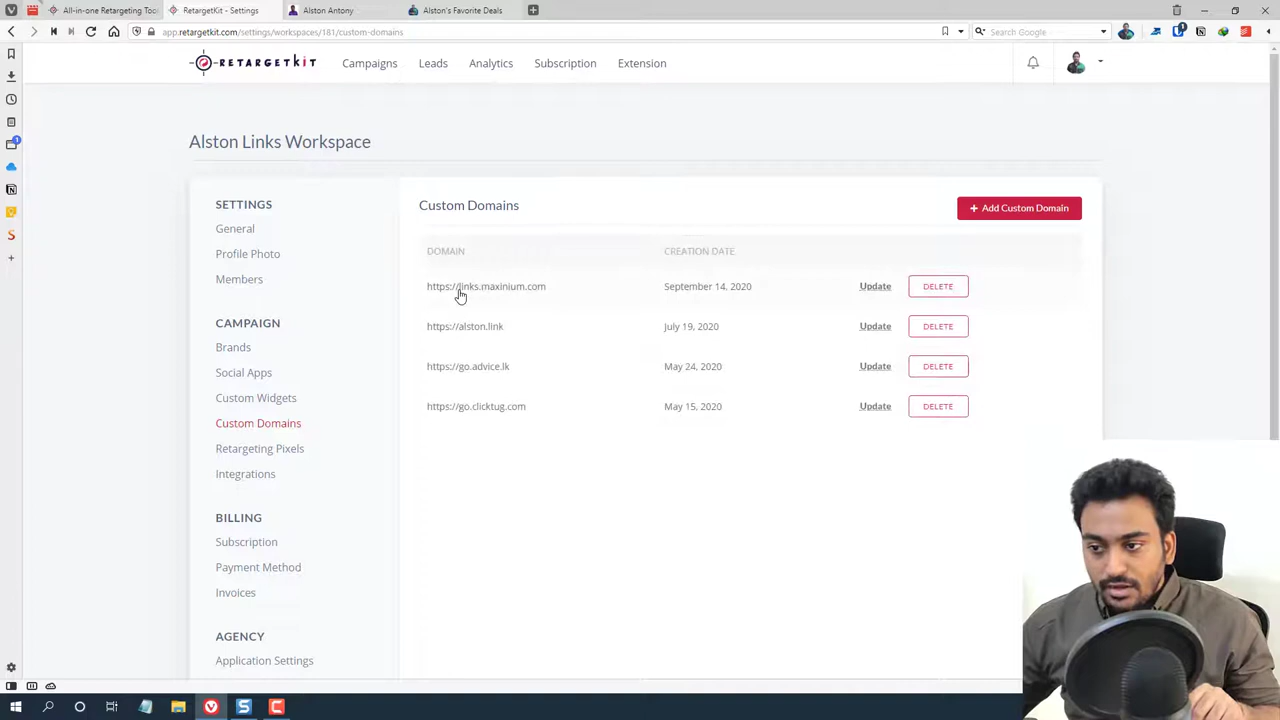 All-in-one Retargeting Tool
RetargetKit - Settings
Alston Antony
Alston's Favorite Deals
app.retargetkit.com/settings/workspaces/181/custom-domains
Search Google
RETARGETKIT
Campaigns
Leads
Analytics
Subscription
Extension
Alston Links Workspace
SETTINGS
General
Profile Photo
Members
CAMPAIGN
Brands
Social Apps
Custom Widgets
Custom Domains
Retargeting Pixels
Integrations
BILLING
Subscription
Payment Method
Invoices
AGENCY
Application Settings
Custom Domains
+ Add Custom Domain
DOMAIN CREATION DATE
https://links.maxinium.com September 14, 2020 Update DELETE
https://alston.link July 19, 2020 Update DELETE
https://go.advice.lk May 24, 2020 Update DELETE
https://go.clicktug.com May 15, 2020 Update DELETE